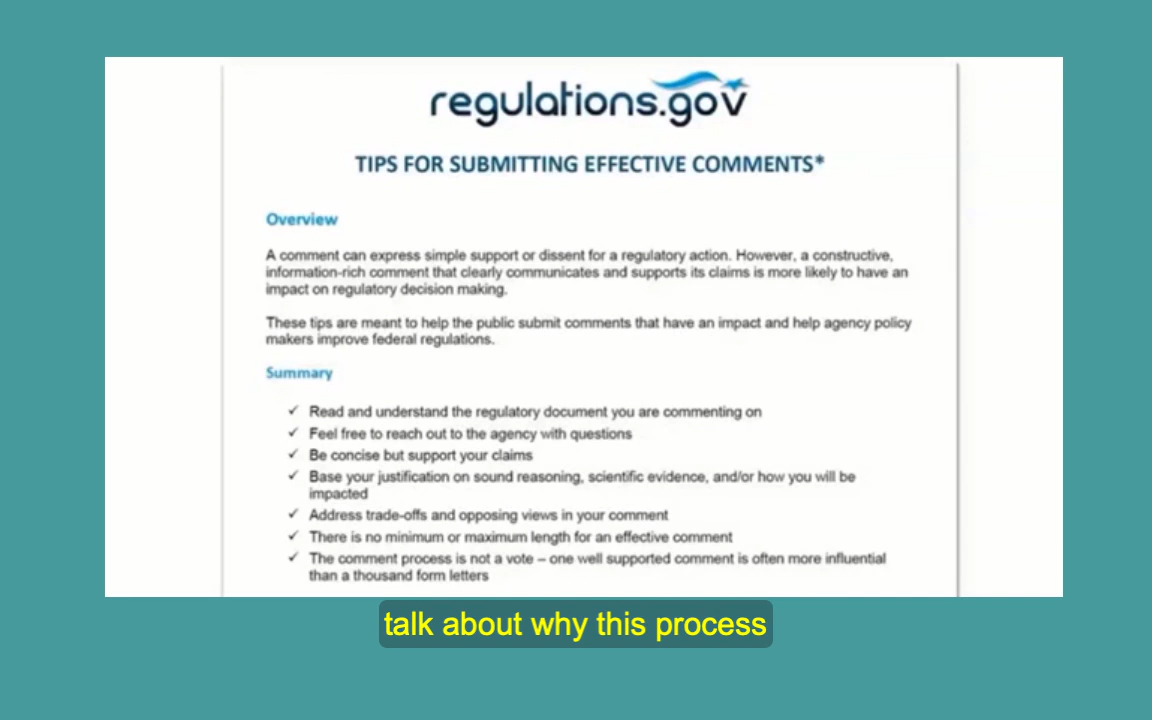 regulations.gov
TIPS FOR SUBMITTING EFFECTIVE COMMENTS*
Overview
A comment can express simple support or dissent for a regulatory action. However, a constructive,
information-rich comment that clearly communicates and supports its claims is more likely to have an
impact on regulatory decision making.
These tips are meant to help the public submit comments that have an impact and help agency policy
makers improve federal regulations.
Summary
✓ Read and understand the regulatory document you are commenting on
✓ Feel free to reach out to the agency with questions
✓ Be concise but support your claims
✓ Base your justification on sound reasoning, scientific evidence, and/or how you will be
impacted
✓ Address trade-offs and opposing views in your comment
✓ There is no minimum or maximum length for an effective comment
✓ The comment process is not a vote – one well supported comment is often more influential
than a thousand form letters
talk about why this process